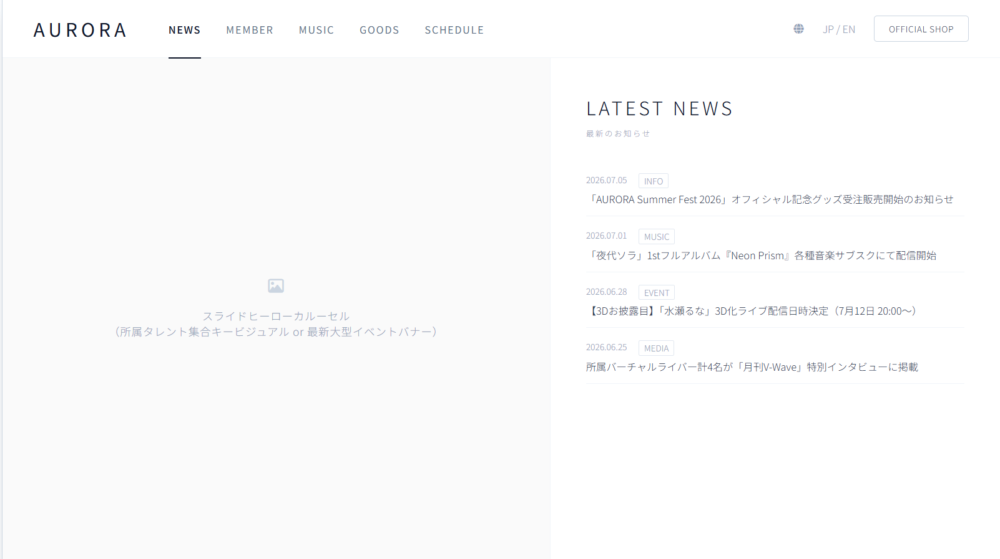 AURORA
NEWS MEMBER MUSIC GOODS SCHEDULE
JP / EN
OFFICIAL SHOP
スライドヒーローカルーセル
（所属タレント集合キービジュアル or 最新大型イベントバナー）
LATEST NEWS
最新のお知らせ
2026.07.05 INFO
「AURORA Summer Fest 2026」オフィシャル記念グッズ受注販売開始のお知らせ
2026.07.01 MUSIC
「夜代ソラ」1stフルアルバム『Neon Prism』各種音楽サブスクにて配信開始
2026.06.28 EVENT
【3Dお披露目】「水瀬るな」3D化ライブ配信日時決定（7月12日 20:00〜）
2026.06.25 MEDIA
所属バーチャルライバー計4名が「月刊V-Wave」特別インタビューに掲載